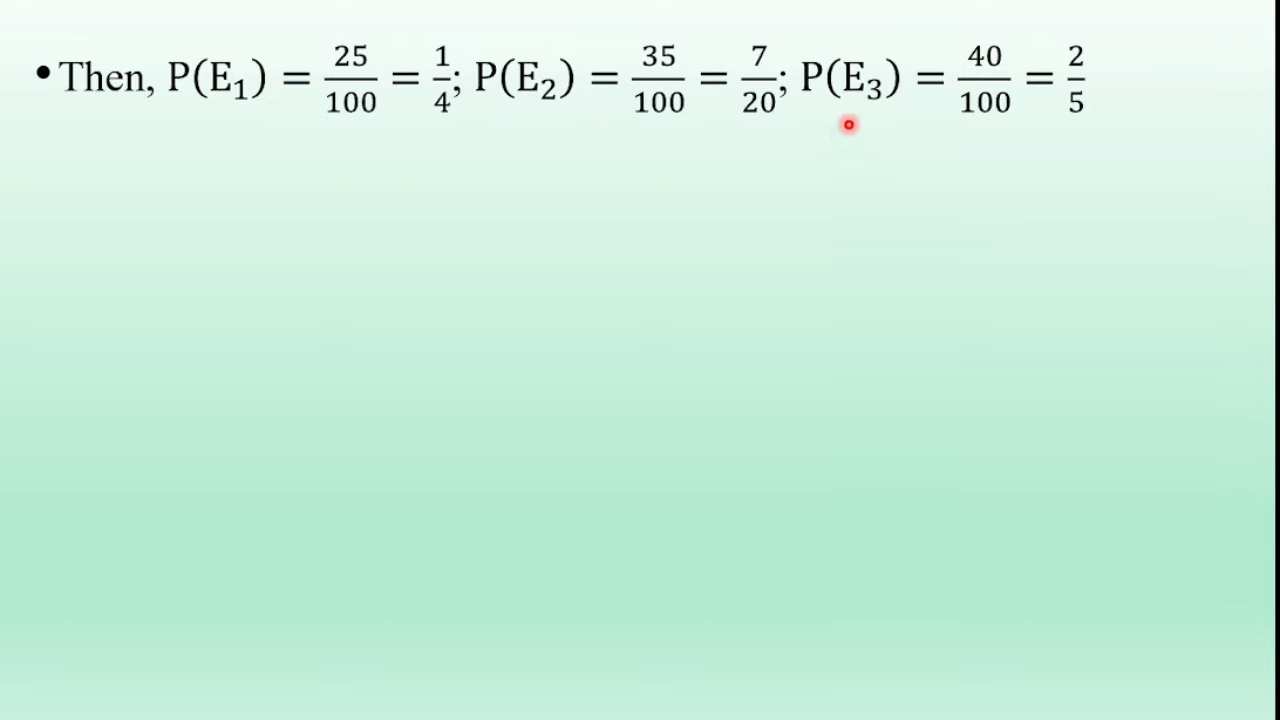 • Then, P(E₁) = 25/100 = 1/4; P(E₂) = 35/100 = 7/20; P(E₃) = 40/100 = 2/5